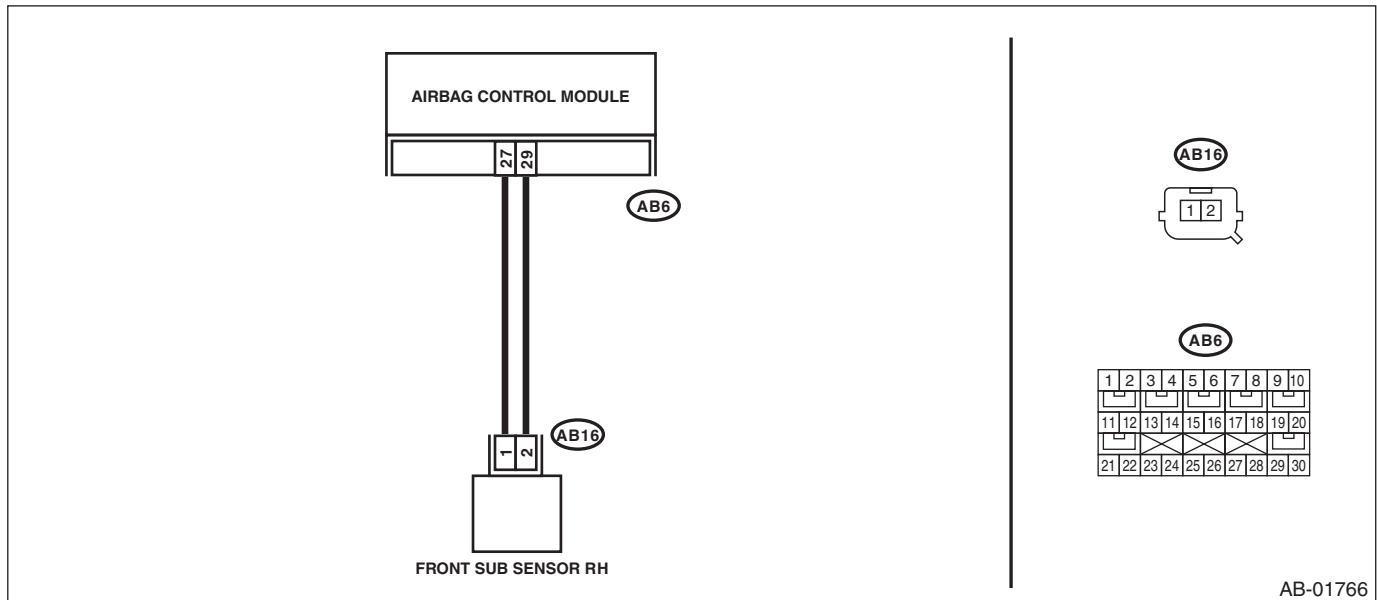 AIRBAG CONTROL MODULE
27 29
AB6
AB16
1 2
FRONT SUB SENSOR RH
AB16
1 2
AB6
1 2 3 4 5 6 7 8 9 10
11 12 13 14 15 16 17 18 19 20
21 22 23 24 25 26 27 28 29 30
AB-01766